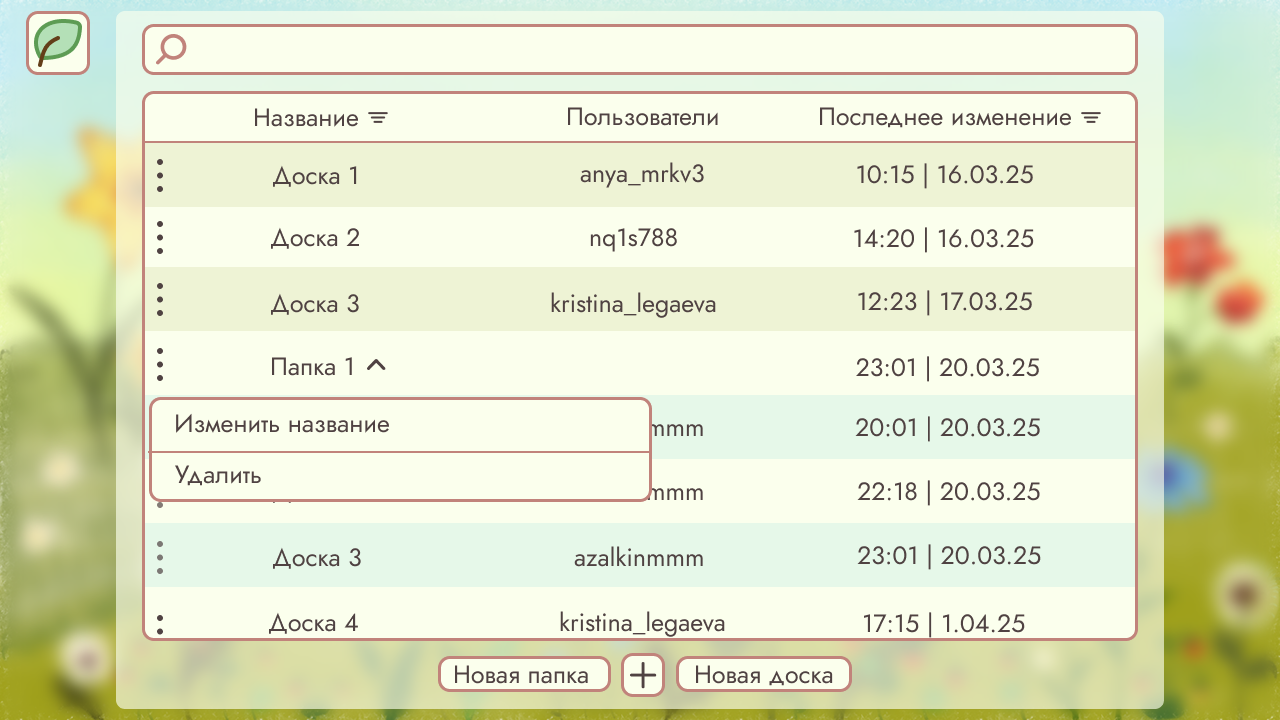 Название Пользователи Последнее изменение
Доска 1 anya_mrkv3 10:15 | 16.03.25
Доска 2 nq1s788 14:20 | 16.03.25
Доска 3 kristina_legaeva 12:23 | 17.03.25
Папка 1 23:01 | 20.03.25
Изменить название mmm 20:01 | 20.03.25
Удалить mmm 22:18 | 20.03.25
Доска 3 azalkinmmm 23:01 | 20.03.25
Доска 4 kristina_legaeva 17:15 | 1.04.25
Новая папка + Новая доска